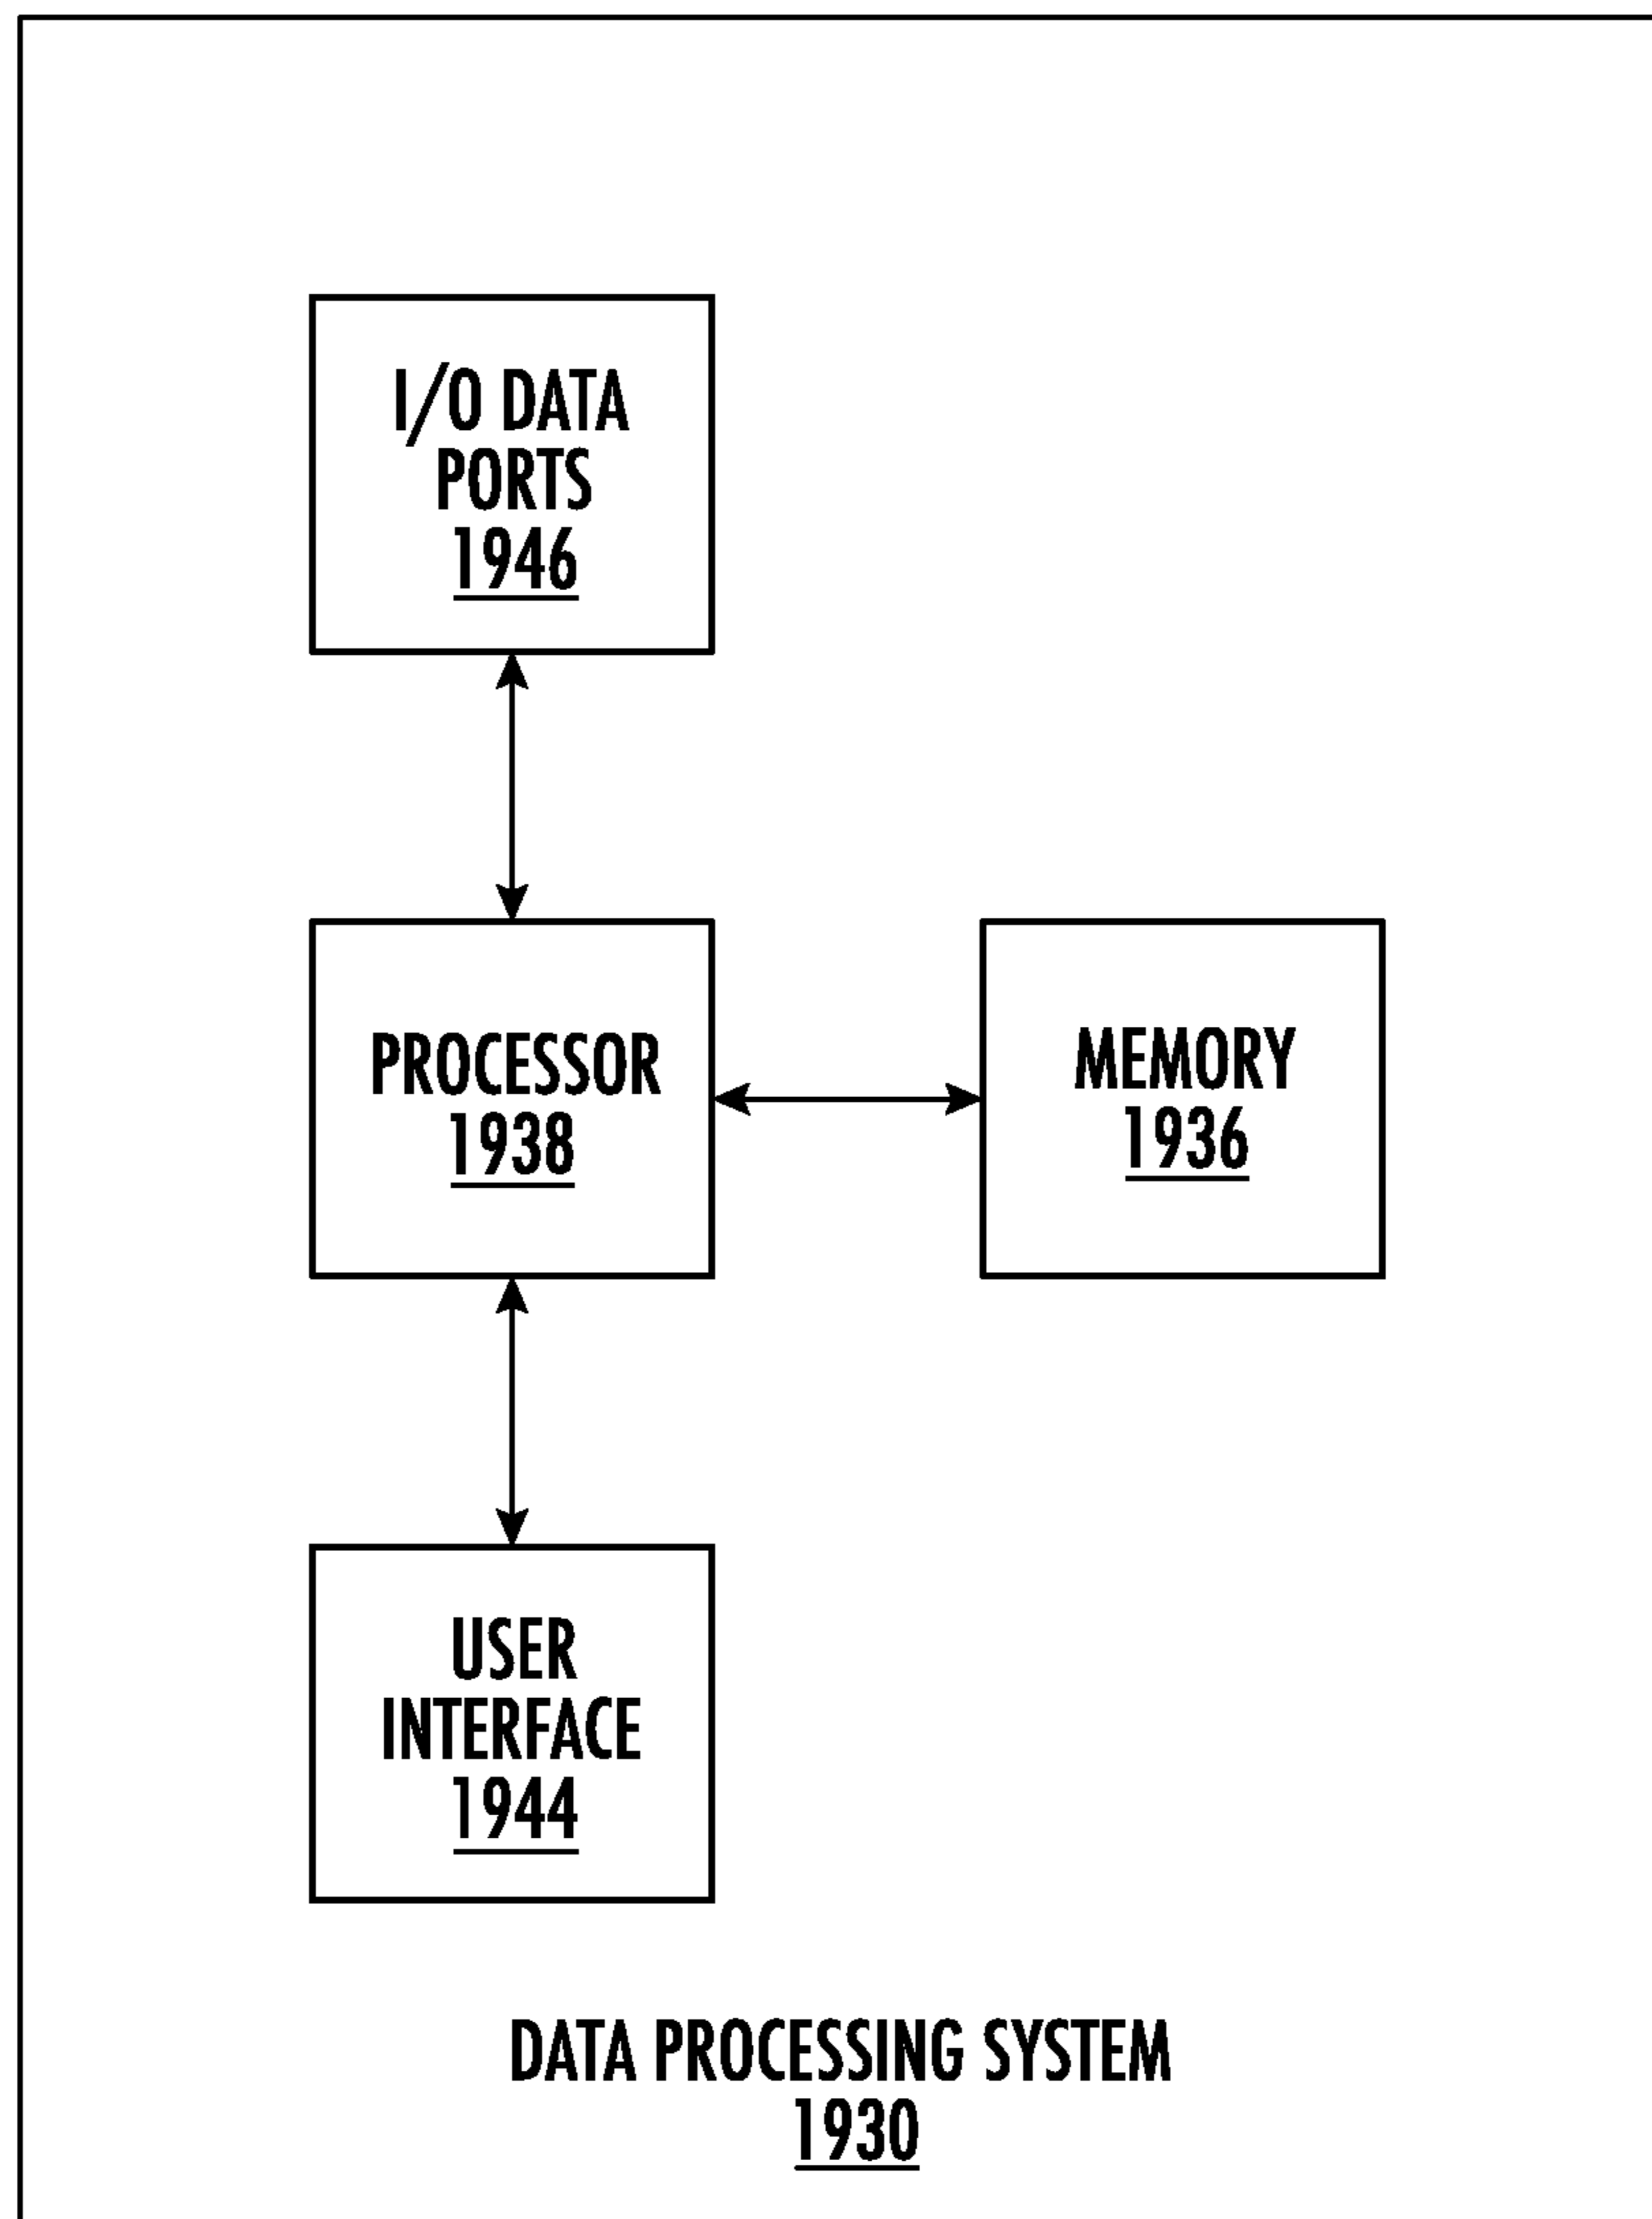 I/O DATA
PORTS
1946
PROCESSOR
1938
MEMORY
1936
USER
INTERFACE
1944
DATA PROCESSING SYSTEM
1930